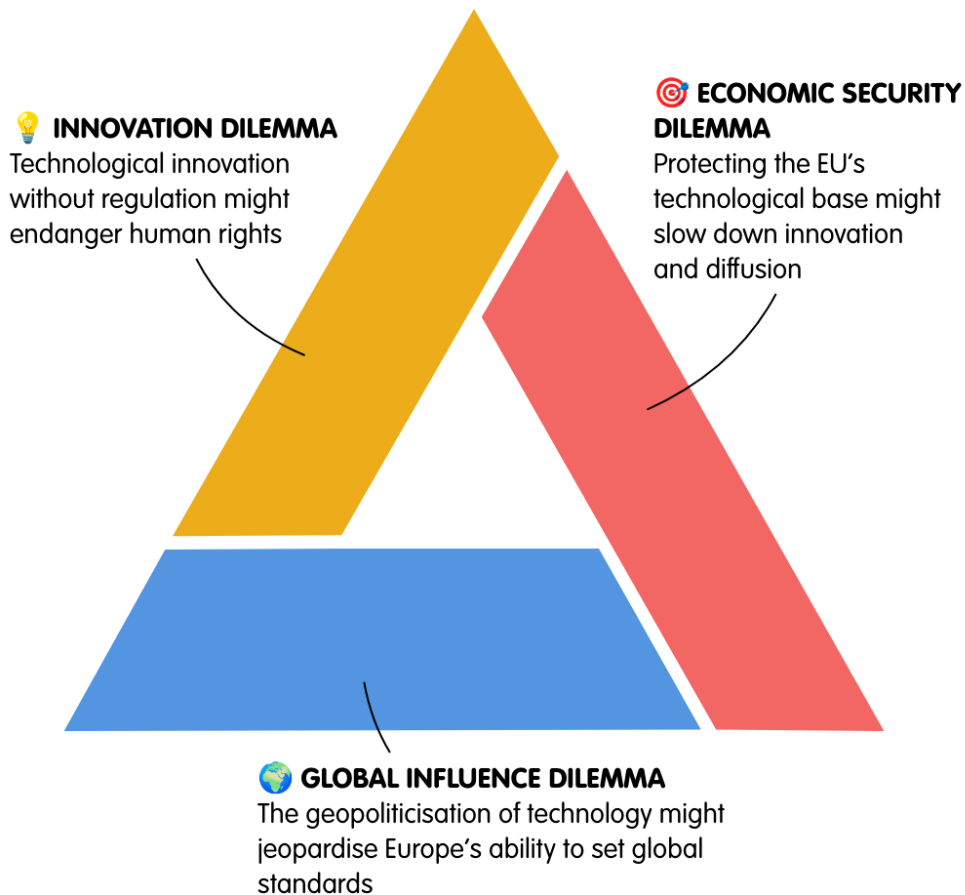 💡 INNOVATION DILEMMA
Technological innovation
without regulation might
endanger human rights
🎯 ECONOMIC SECURITY
DILEMMA
Protecting the EU’s
technological base might
slow down innovation
and diffusion
🌍 GLOBAL INFLUENCE DILEMMA
The geopoliticisation of technology might
jeopardise Europe’s ability to set global
standards